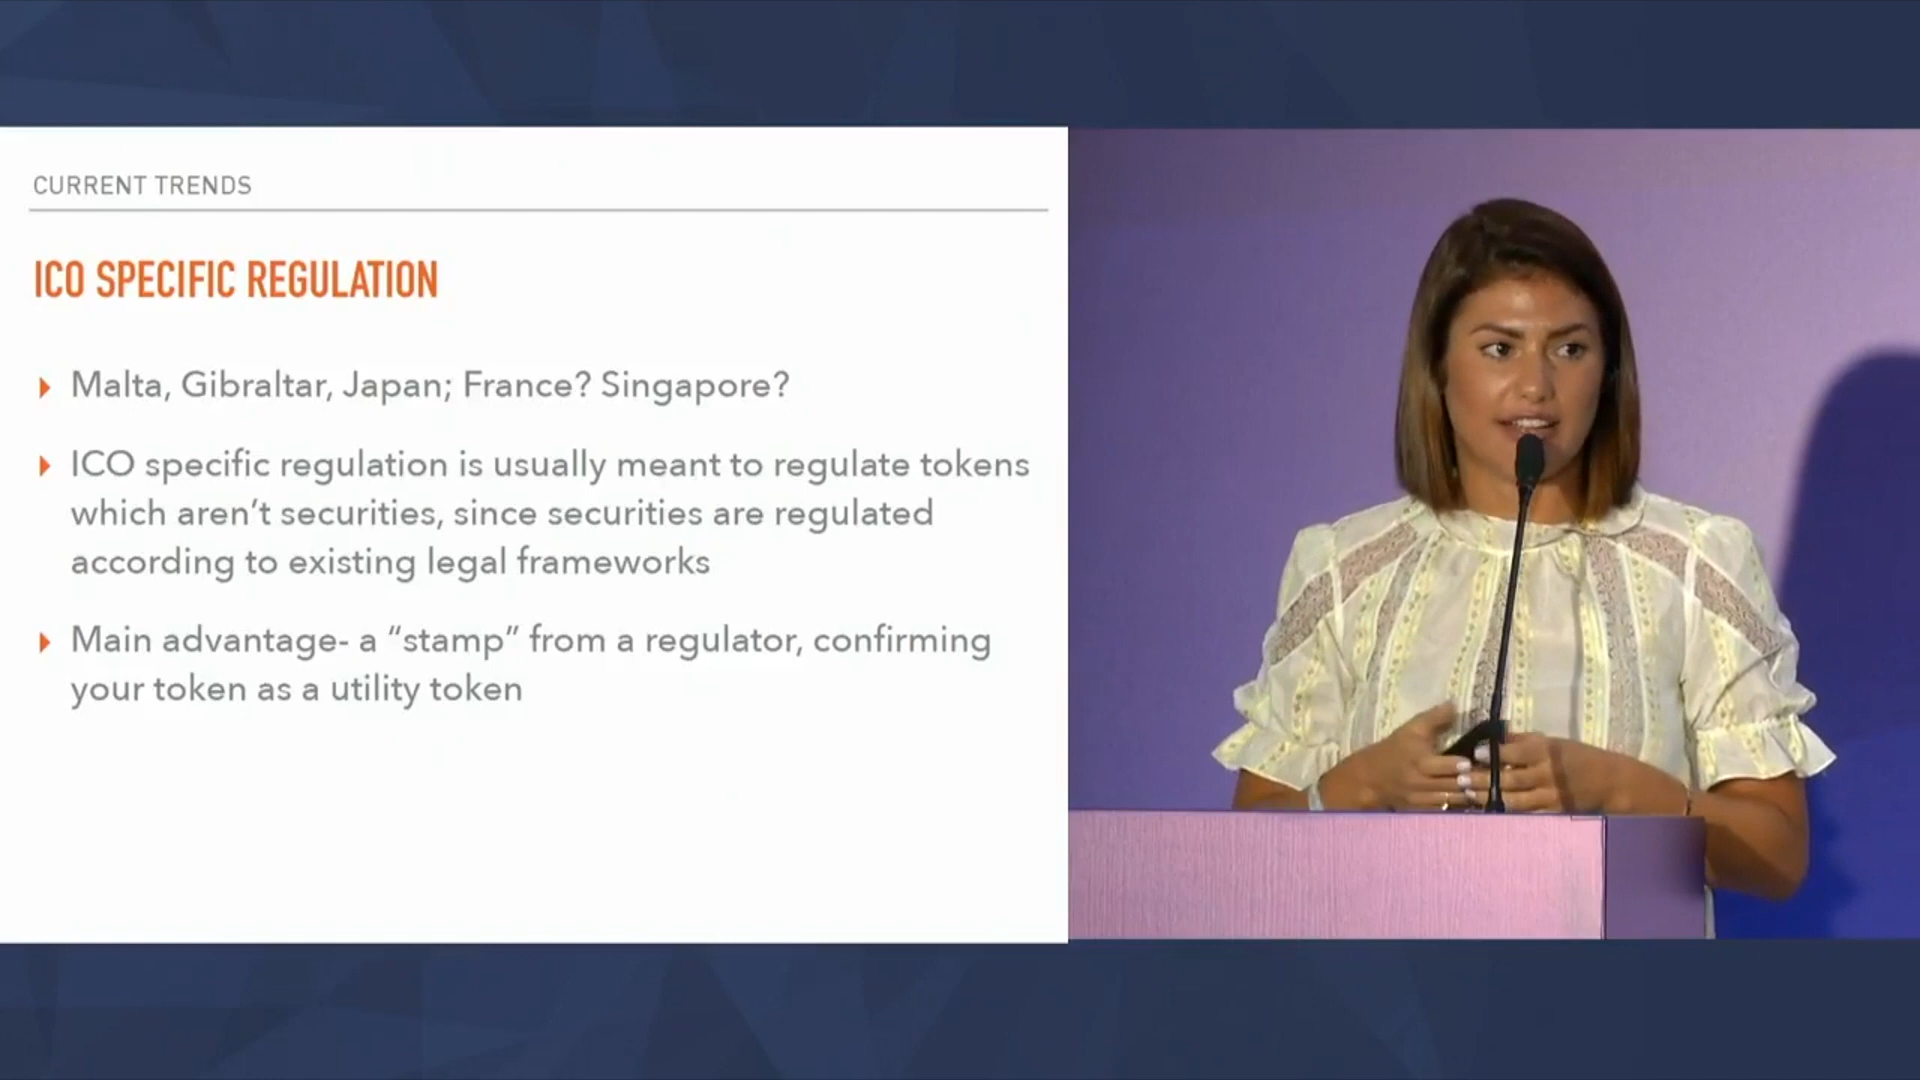 CURRENT TRENDS
ICO SPECIFIC REGULATION
Malta, Gibraltar, Japan; France? Singapore?
ICO specific regulation is usually meant to regulate tokens
which aren’t securities, since securities are regulated
according to existing legal frameworks
Main advantage- a “stamp” from a regulator, confirming
your token as a utility token